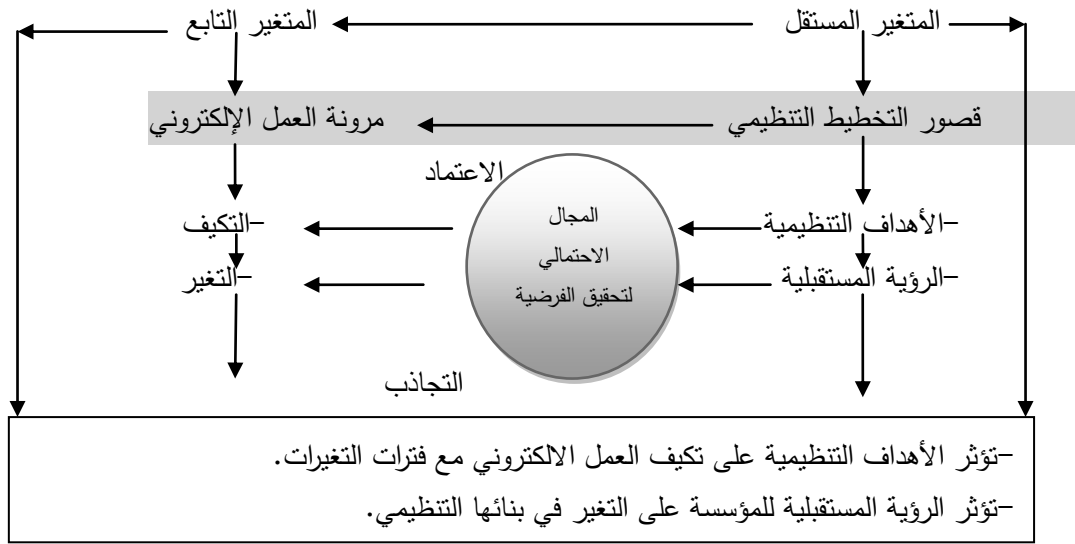 المتغير المستقل المتغير التابع
قصور التخطيط التنظيمي مرونة العمل الإلكتروني
الاعتماد
المجال
الاحتمالي
لتحقيق الفرضية
-الأهداف التنظيمية -التكيف
-الرؤية المستقبلية -التغير
التجاذب
-تؤثر الأهداف التنظيمية على تكيف العمل الالكتروني مع فترات التغيرات.
-تؤثر الرؤية المستقبلية للمؤسسة على التغير في بنائها التنظيمي.